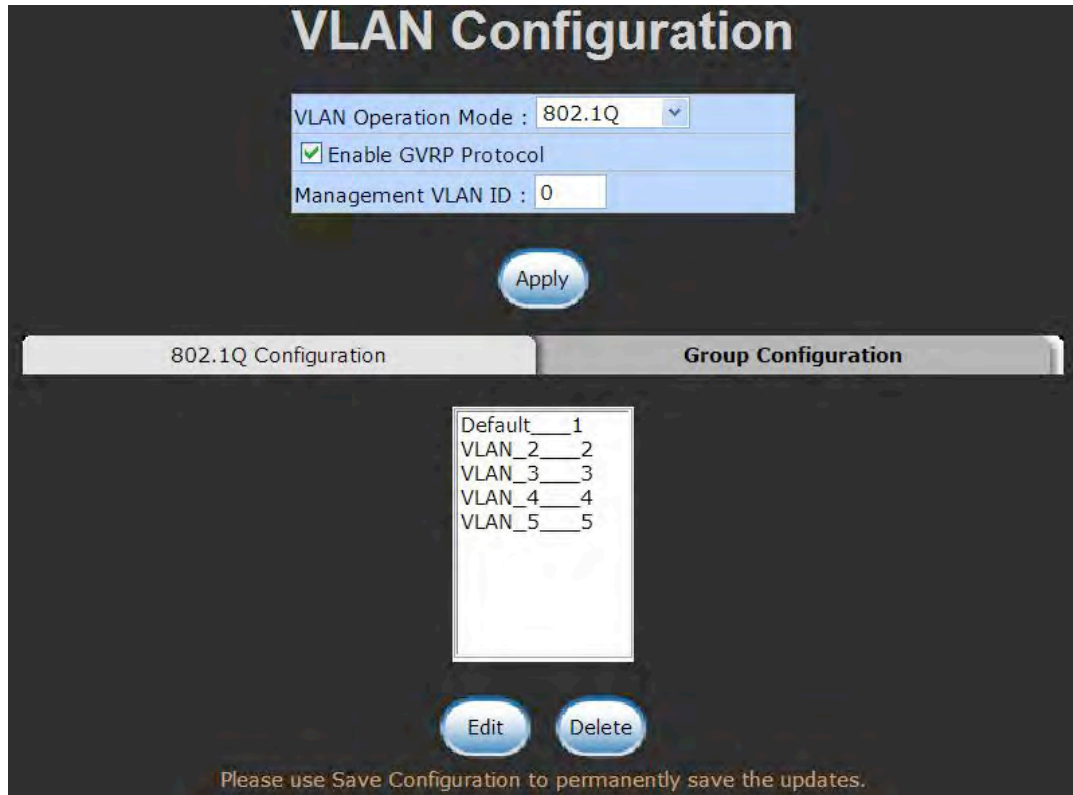 VLAN Configuration
VLAN Operation Mode : 802.1Q
Enable GVRP Protocol
Management VLAN ID : 0
Apply
802.1Q Configuration Group Configuration
Default___1
VLAN_2___2
VLAN_3___3
VLAN_4___4
VLAN_5___5
Edit Delete
Please use Save Configuration to permanently save the updates.